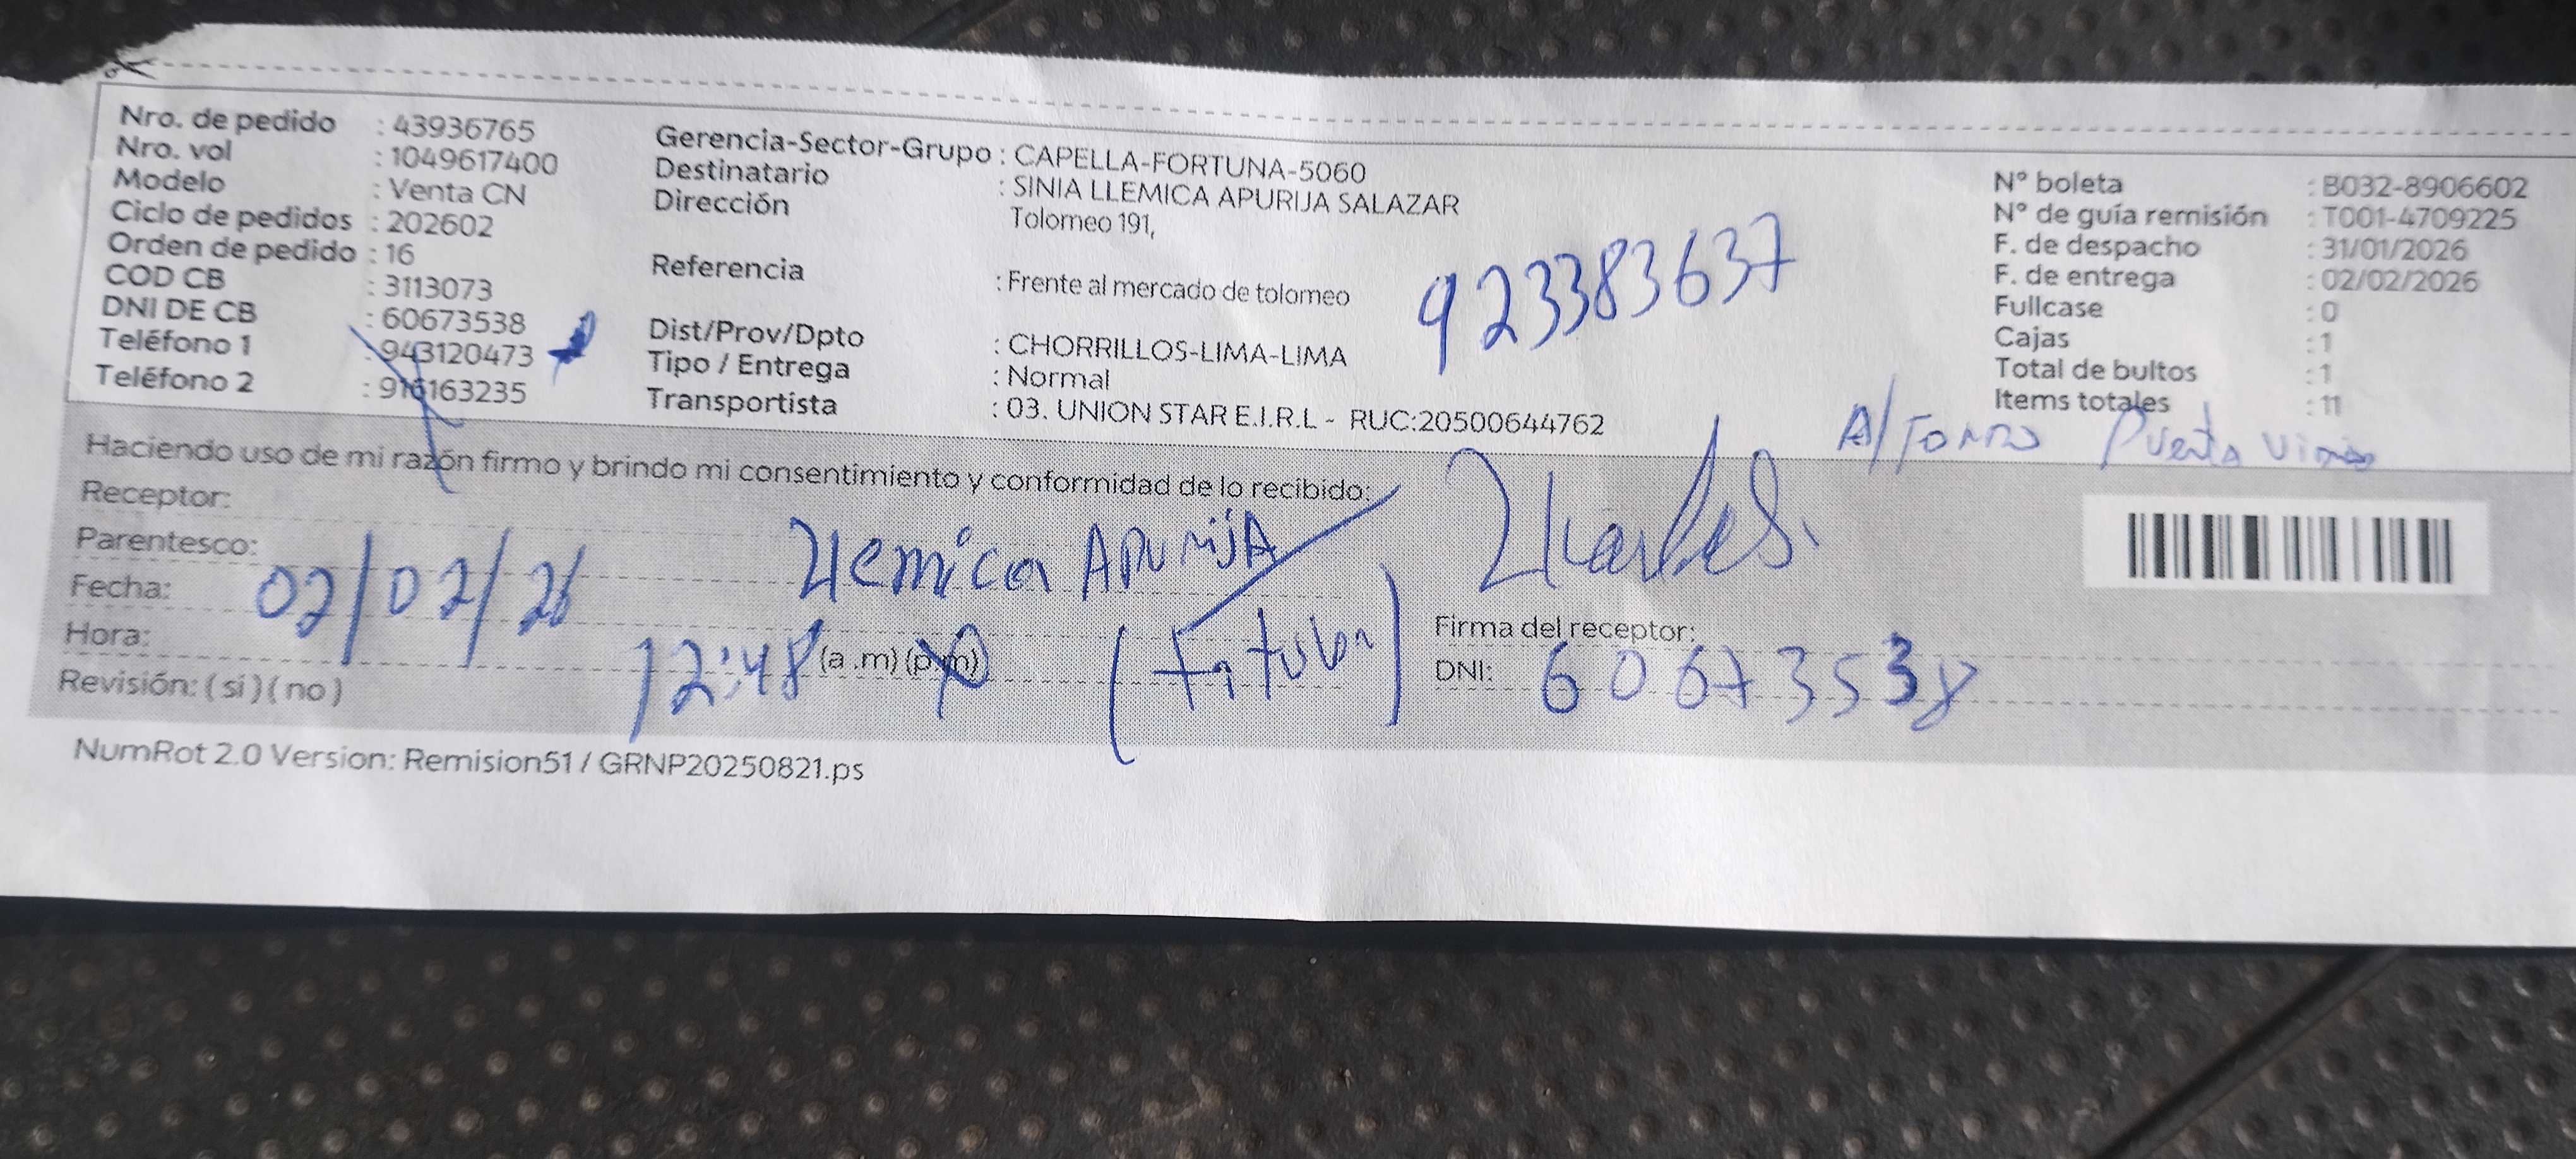 Nro. de pedido : 43936765
Nro. vol : 1049617400
Modelo : Venta CN
Ciclo de pedidos : 202602
Orden de pedido : 16
COD CB : 3113073
DNI DE CB : 60673538
Teléfono 1 : 943120473
Teléfono 2 : 916163235
Gerencia-Sector-Grupo : CAPELLA-FORTUNA-5060
Destinatario : SINIA LLEMICA APURIJA SALAZAR
Dirección Tolomeo 191,
Referencia : Frente al mercado de tolomeo
Dist/Prov/Dpto : CHORRILLOS-LIMA-LIMA
Tipo / Entrega : Normal
Transportista : 03. UNION STAR E.I.R.L - RUC:20500644762
923383637
N° boleta : B032-8906602
N° de guía remisión : T001-4709225
F. de despacho : 31/01/2026
F. de entrega : 02/02/2026
Fullcase : 0
Cajas : 1
Total de bultos : 1
Items totales : 11
Puerta
Haciendo uso de mi razón firmo y brindo mi consentimiento y conformidad de lo recibido:
Receptor: Llemica APURIJA
Parentesco: (Titular)
Fecha: 02/02/26
Hora: 12:48 (a .m) (p.m)
Revisión: ( sí ) ( no )
Firma del receptor:
DNI: 60673538
NumRot 2.0 Version: Remision51 / GRNP20250821.ps